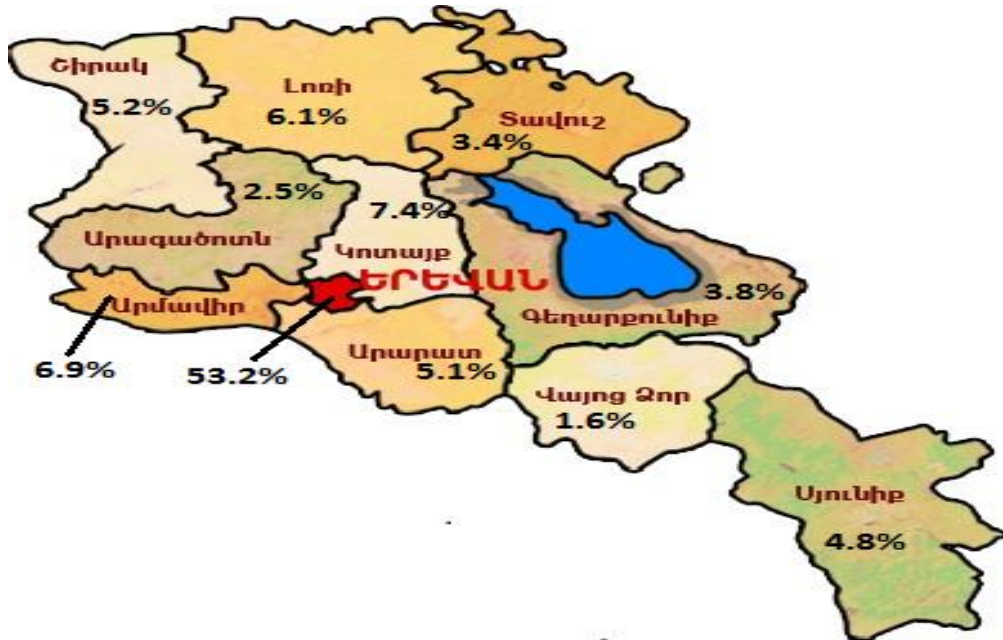 Շիրակ
5.2%
Լոռի
6.1%
Տավուշ
3.4%
2.5%
Արագածոտն
7.4%
Կոտայք
ԵՐԵՎԱՆ
3.8%
Գեղարքունիք
Արմավիր
6.9%
53.2%
Արարատ
5.1%
Վայոց Ձոր
1.6%
Սյունիք
4.8%